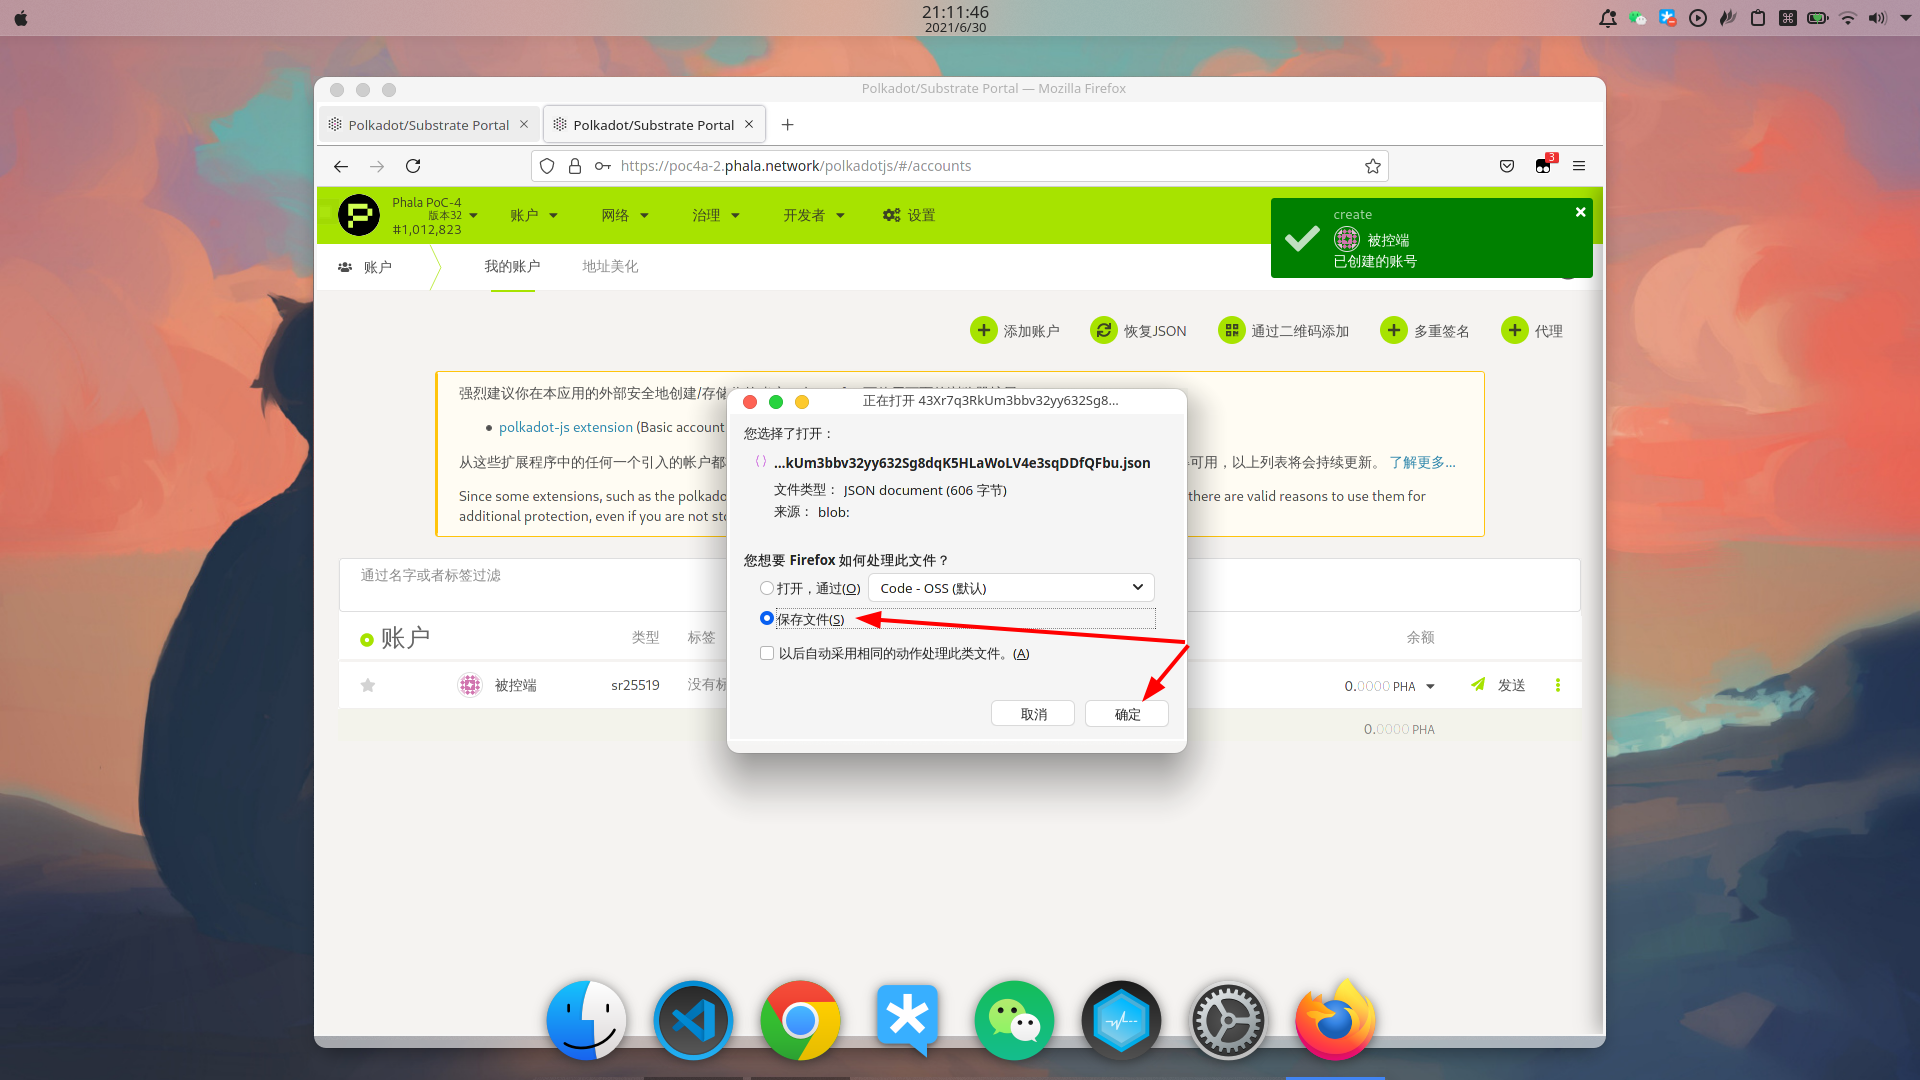 21:11:46
2021/6/30
Polkadot/Substrate Portal — Mozilla Firefox
Polkadot/Substrate Portal
Polkadot/Substrate Portal
https://poc4a-2.phala.network/polkadotjs/#/accounts
3
Phala PoC-4
版本32
#1,012,823
账户
网络
治理
开发者
设置
create
被控端
已创建的账号
账户
我的账户
地址美化
添加账户
恢复JSON
通过二维码添加
多重签名
代理
强烈建议你在本应用的外部安全地创建/存储
polkadot-js extension (Basic account
从这些扩展程序中的任何一个引入的帐户都
可用，以上列表将会持续更新。 了解更多...
Since some extensions, such as the polkado
there are valid reasons to use them for
additional protection, even if you are not sto
正在打开 43Xr7q3RkUm3bbv32yy632Sg8...
您选择了打开：
...kUm3bbv32yy632Sg8dqK5HLaWoLV4e3sqDDfQFbu.json
文件类型： JSON document (606 字节)
来源： blob:
您想要 Firefox 如何处理此文件？
打开，通过(O)
Code - OSS (默认)
保存文件(S)
以后自动采用相同的动作处理此类文件。(A)
取消
确定
通过名字或者标签过滤
账户
类型
标签
余额
被控端
sr25519
没有标
0.0000 PHA
发送
0.0000 PHA